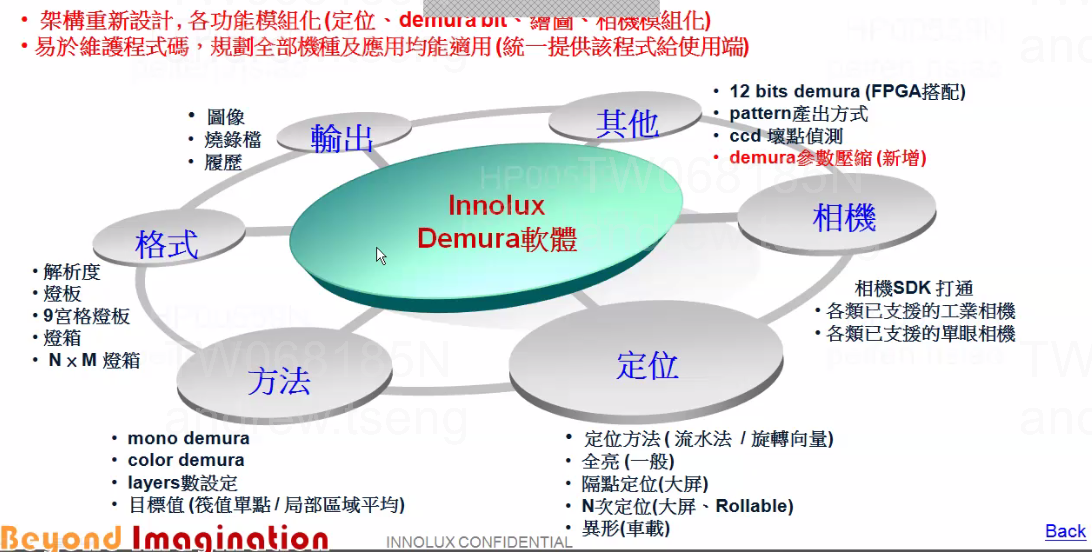 • 架構重新設計, 各功能模組化(定位、demura bit、繪圖、相機模組化)
• 易於維護程式碼，規劃全部機種及應用均能適用(統一提供該程式給使用端)
• 圖像
• 燒錄檔
• 履歷
輸出
其他
• 12 bits demura (FPGA搭配)
• pattern產出方式
• ccd 壞點偵測
• demura參數壓縮(新增)
Innolux
Demura軟體
格式
相機
• 解析度
• 燈板
• 9宮格燈板
• 燈箱
• N x M 燈箱
相機SDK 打通
• 各類已支援的工業相機
• 各類已支援的單眼相機
方法
定位
• mono demura
• color demura
• layers數設定
• 目標值 (筏值單點 / 局部區域平均)
• 定位方法 ( 流水法 / 旋轉向量)
• 全亮 (一般)
• 隔點定位(大屏)
• N次定位(大屏、Rollable)
• 異形(車載)
Beyond Imagination
INNOLUX CONFIDENTIAL
Back
TW068185N
andrew.tseng